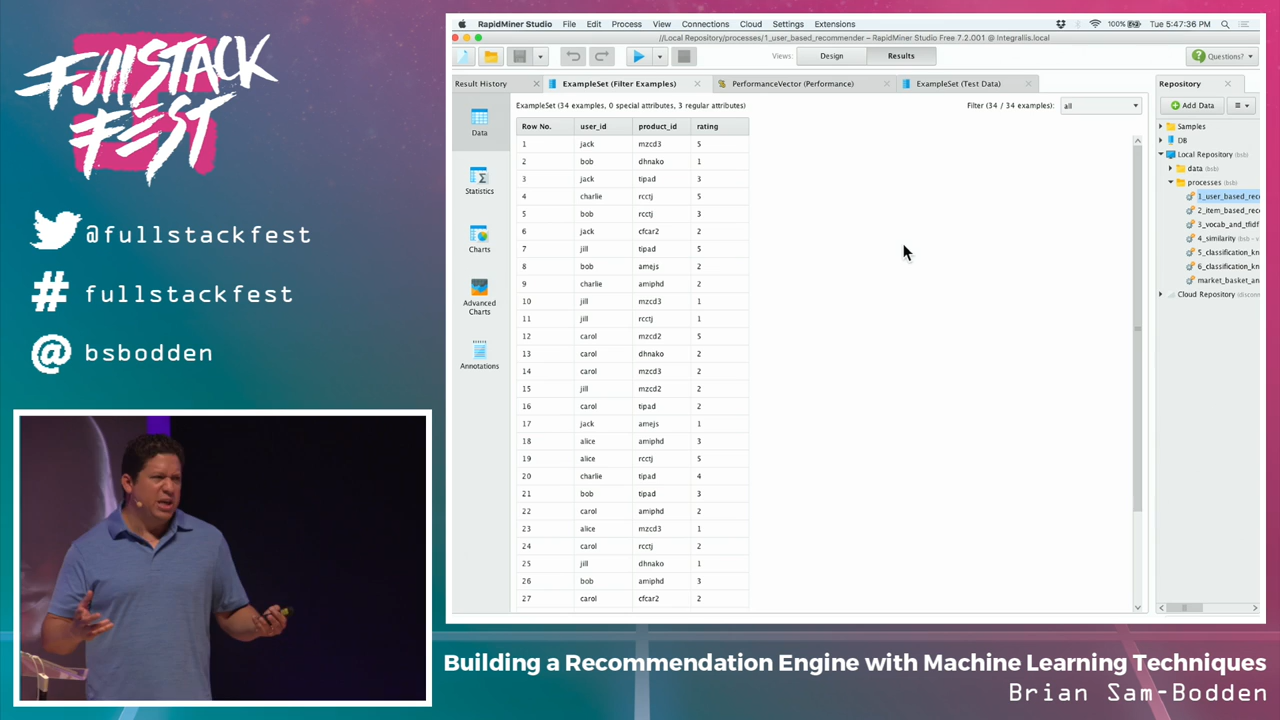 FullStack Fest
@fullstackfest
# fullstackfest
@ bsbodden
RapidMiner Studio File Edit Process View Connections Cloud Settings Extensions 100% Tue 5:47:36 PM
//Local Repository/processes/1_user_based_recommender – RapidMiner Studio Free 7.2.001 @ Integrallis.local
Views: Design Results Questions?
Result History ExampleSet (Filter Examples) PerformanceVector (Performance) ExampleSet (Test Data) Repository
ExampleSet (34 examples, 0 special attributes, 3 regular attributes) Filter (34 / 34 examples): all
Add Data
Data
Statistics
Charts
Advanced
Charts
Annotations
Row No. user_id product_id rating
1 jack mzcd3 5
2 bob dhnako 1
3 jack tipad 3
4 charlie rcctj 5
5 bob rcctj 3
6 jack cfcar2 2
7 jill tipad 5
8 bob amejs 2
9 charlie amiphd 2
10 jill mzcd3 1
11 jill rcctj 1
12 carol mzcd2 5
13 carol dhnako 2
14 carol mzcd3 2
15 jill mzcd2 2
16 carol tipad 2
17 jack amejs 1
18 alice amiphd 3
19 alice rcctj 5
20 charlie tipad 4
21 bob tipad 3
22 carol amiphd 2
23 alice mzcd3 1
24 carol rcctj 2
25 jill dhnako 1
26 bob amiphd 3
27 carol cfcar2 2
Samples
DB
Local Repository (bsb)
data (bsb)
processes (bsb)
1_user_based_reco
2_item_based_reco
3_vocab_and_tfidf
4_similarity (bsb – v
5_classification_kn
6_classification_kn
market_basket_an
Cloud Repository (discon
Building a Recommendation Engine with Machine Learning Techniques
Brian Sam-Bodden